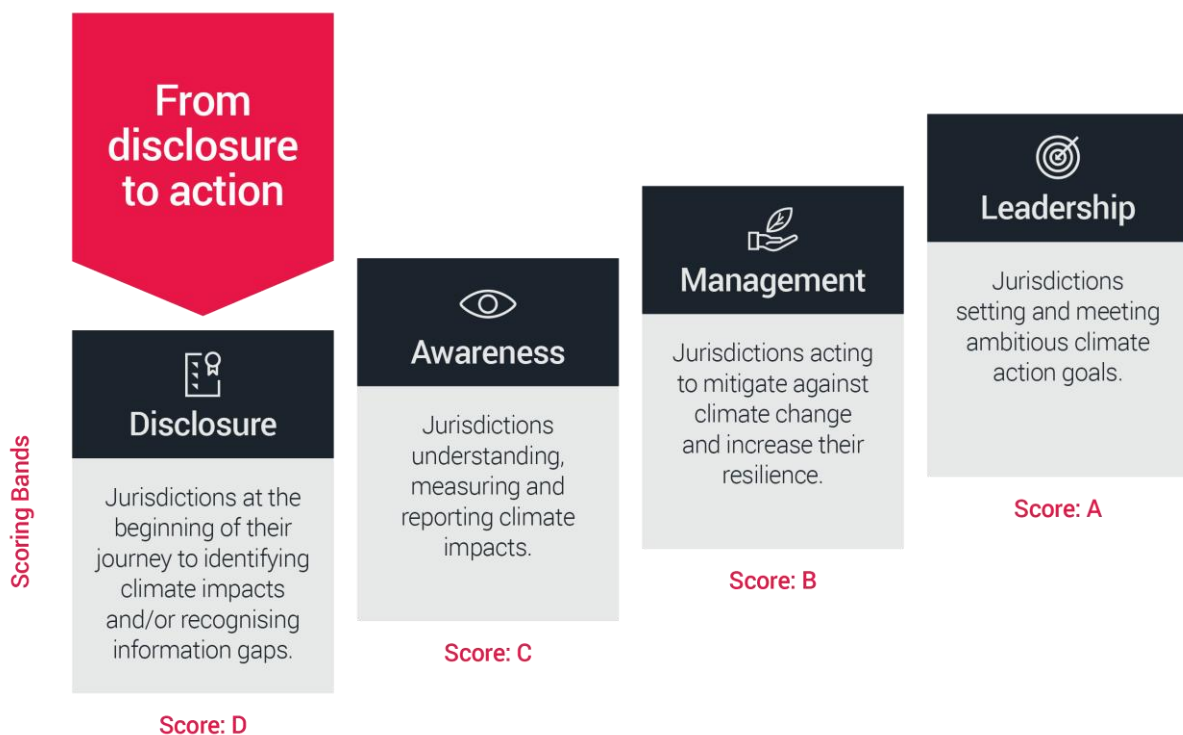 From
disclosure
to action
Scoring Bands
Disclosure
Jurisdictions at the
beginning of their
journey to identifying
climate impacts
and/or recognising
information gaps.
Score: D
Awareness
Jurisdictions
understanding,
measuring and
reporting climate
impacts.
Score: C
Management
Jurisdictions acting
to mitigate against
climate change
and increase their
resilience.
Score: B
Leadership
Jurisdictions
setting and meeting
ambitious climate
action goals.
Score: A